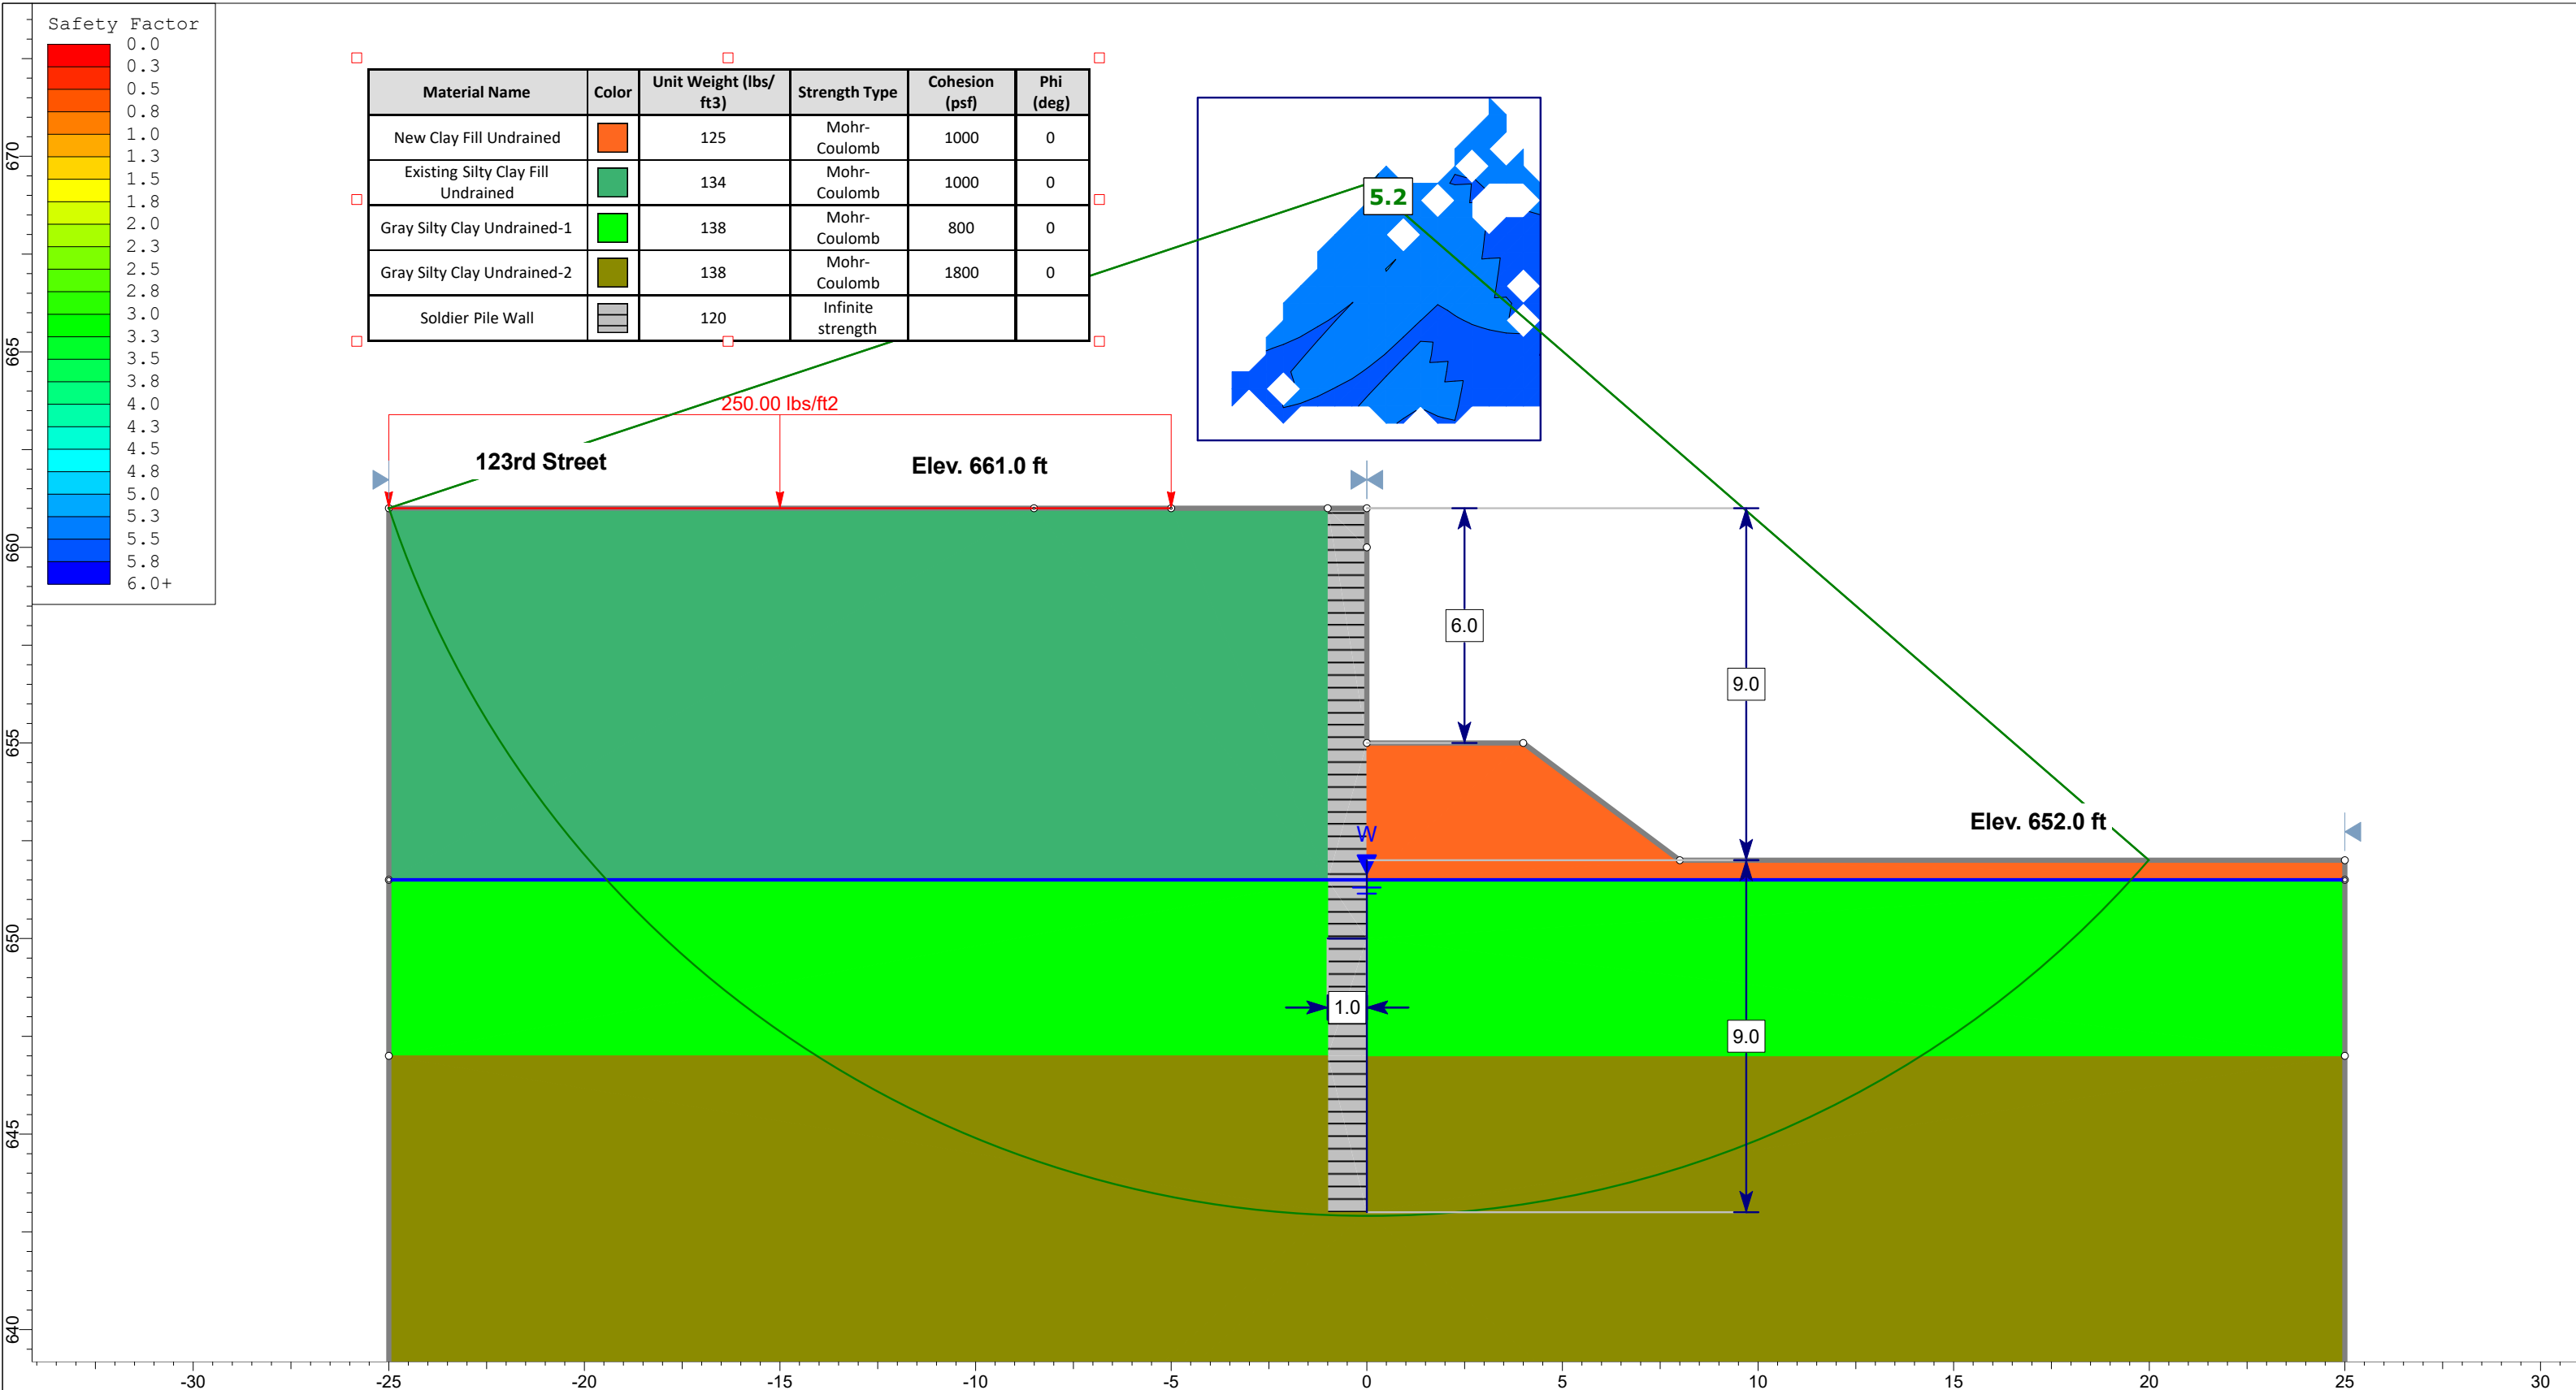 Safety Factor
0.0
0.3
0.5
0.8
1.0
1.3
1.5
1.8
2.0
2.3
2.5
2.8
3.0
3.3
3.5
3.8
4.0
4.3
4.5
4.8
5.0
5.3
5.5
5.8
6.0+
Material Name Color Unit Weight (lbs/ Strength Type Cohesion Phi
ft3) (psf) (deg)
New Clay Fill Undrained 125 Mohr- 1000 0
Coulomb
Existing Silty Clay Fill 134 Mohr- 1000 0
Undrained Coulomb
Gray Silty Clay Undrained-1 138 Mohr- 800 0
Coulomb
Gray Silty Clay Undrained-2 138 Mohr- 1800 0
Coulomb
Soldier Pile Wall 120 Infinite
strength
5.2
250.00 lbs/ft2
123rd Street
Elev. 661.0 ft
6.0
9.0
W
Elev. 652.0 ft
1.0
9.0
670
665
660
655
650
645
640
-30 -25 -20 -15 -10 -5 0 5 10 15 20 25 30